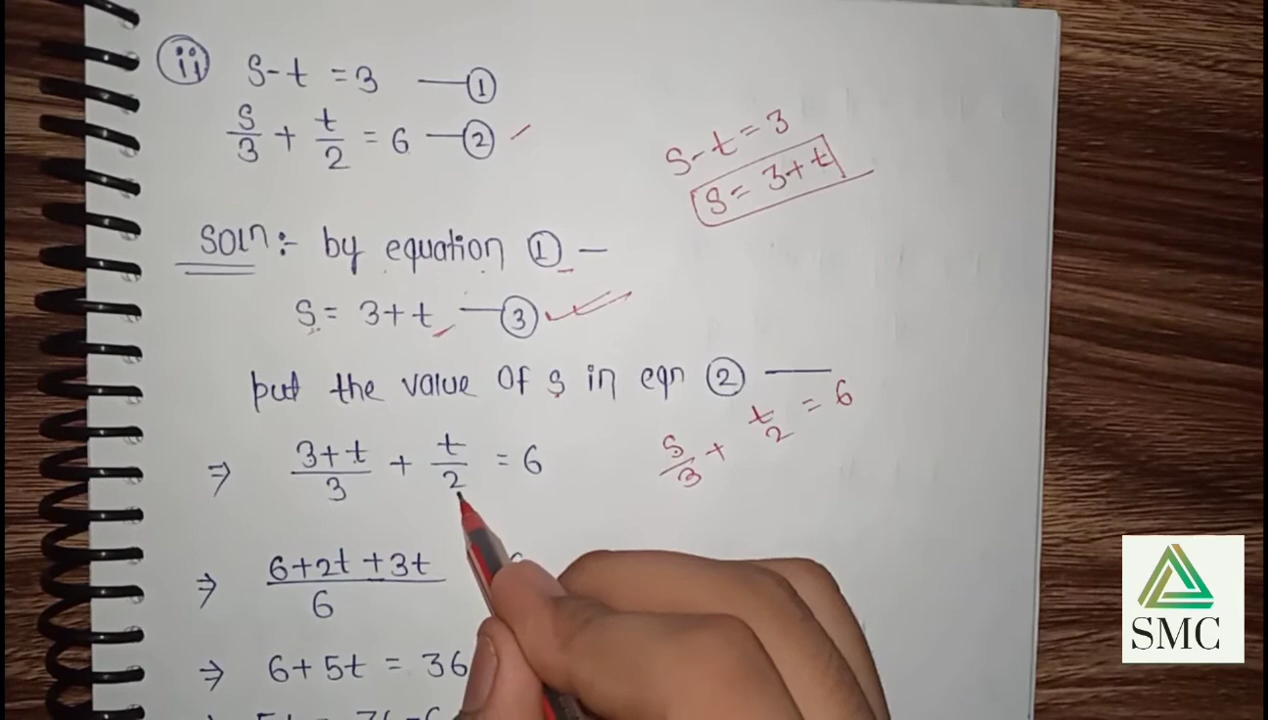 ii S-t = 3 — ①
S/3 + t/2 = 6 — ②
S-t = 3
S = 3+t
Soln:- by equation ① —
S = 3+t — ③
put the value of s in eqn ② —
S/3 + t/2 = 6
⇒ 3+t/3 + t/2 = 6
⇒ 6+2t+3t/6
⇒ 6+5t = 36
SMC